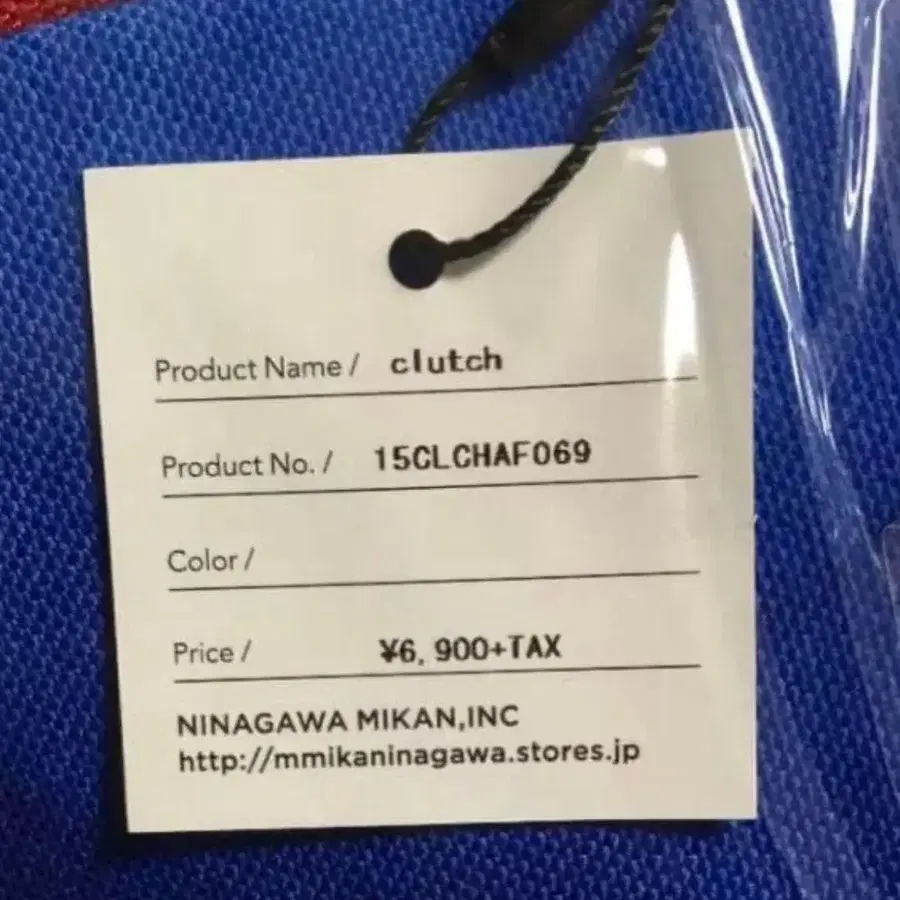 Product Name / clutch
Product No. / 15CLCHAF069
Color /
Price / ¥6,900+TAX
NINAGAWA MIKAN,INC
http://mmikaninagawa.stores.jp